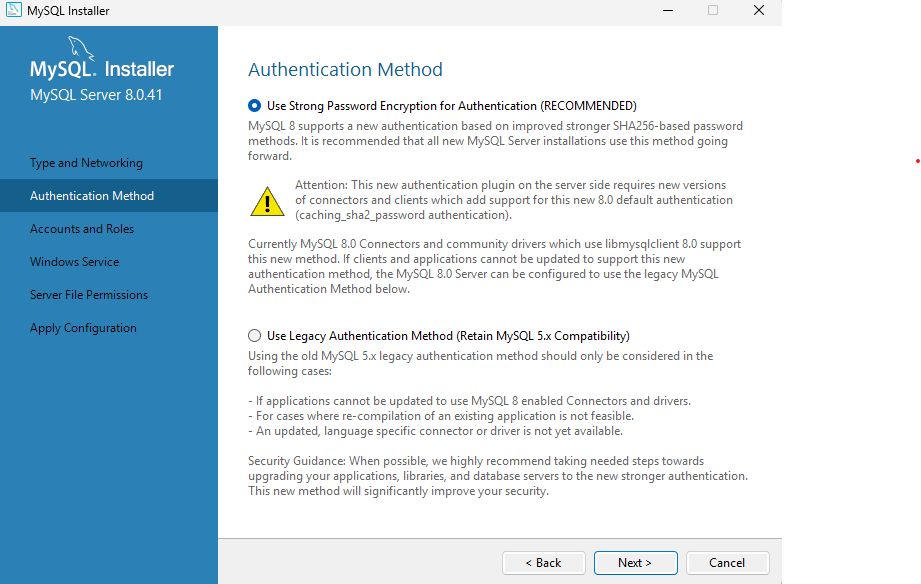 MySQL Installer
MySQL. Installer
MySQL Server 8.0.41
Type and Networking
Authentication Method
Accounts and Roles
Windows Service
Server File Permissions
Apply Configuration
Authentication Method
Use Strong Password Encryption for Authentication (RECOMMENDED)
MySQL 8 supports a new authentication based on improved stronger SHA256-based password
methods. It is recommended that all new MySQL Server installations use this method going
forward.
Attention: This new authentication plugin on the server side requires new versions
of connectors and clients which add support for this new 8.0 default authentication
(caching_sha2_password authentication).
Currently MySQL 8.0 Connectors and community drivers which use libmysqlclient 8.0 support
this new method. If clients and applications cannot be updated to support this new
authentication method, the MySQL 8.0 Server can be configured to use the legacy MySQL
Authentication Method below.
Use Legacy Authentication Method (Retain MySQL 5.x Compatibility)
Using the old MySQL 5.x legacy authentication method should only be considered in the
following cases:
- If applications cannot be updated to use MySQL 8 enabled Connectors and drivers.
- For cases where re-compilation of an existing application is not feasible.
- An updated, language specific connector or driver is not yet available.
Security Guidance: When possible, we highly recommend taking needed steps towards
upgrading your applications, libraries, and database servers to the new stronger authentication.
This new method will significantly improve your security.
< Back
Next >
Cancel